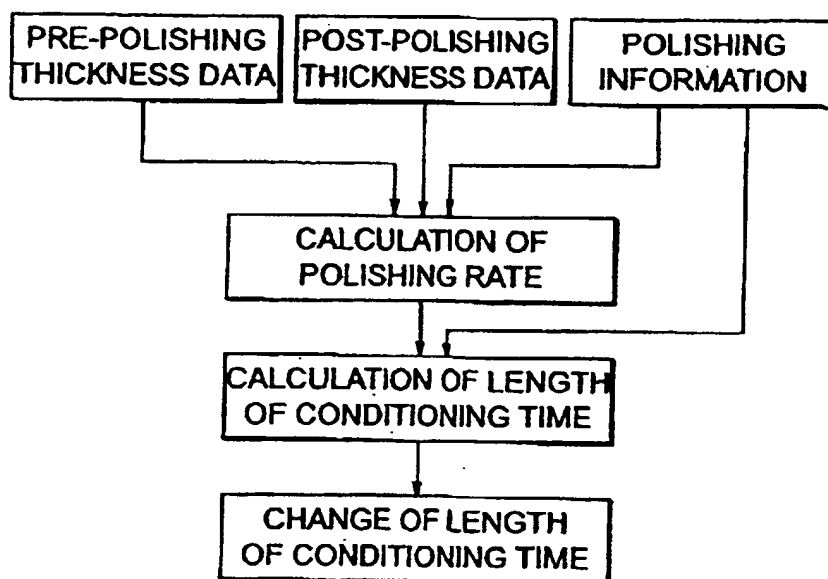 PRE-POLISHING
THICKNESS DATA
POST-POLISHING
THICKNESS DATA
POLISHING
INFORMATION
CALCULATION OF
POLISHING RATE
CALCULATION OF LENGTH
OF CONDITIONING TIME
CHANGE OF LENGTH
OF CONDITIONING TIME